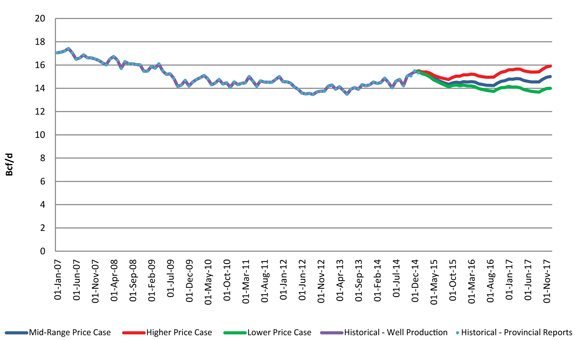 20
18
16
14
12
10
8
6
4
2
0
Bcf/d
01-Jan-07
01-Jun-07
01-Nov-07
01-Apr-08
01-Sep-08
01-Feb-09
01-Jul-09
01-Dec-09
01-May-10
01-Oct-10
01-Mar-11
01-Aug-11
01-Jan-12
01-Jun-12
01-Nov-12
01-Apr-13
01-Sep-13
01-Feb-14
01-Jul-14
01-Dec-14
01-May-15
01-Oct-15
01-Mar-16
01-Aug-16
01-Jan-17
01-Jun-17
01-Nov-17
Mid-Range Price Case Higher Price Case Lower Price Case Historical - Well Production Historical - Provincial Reports